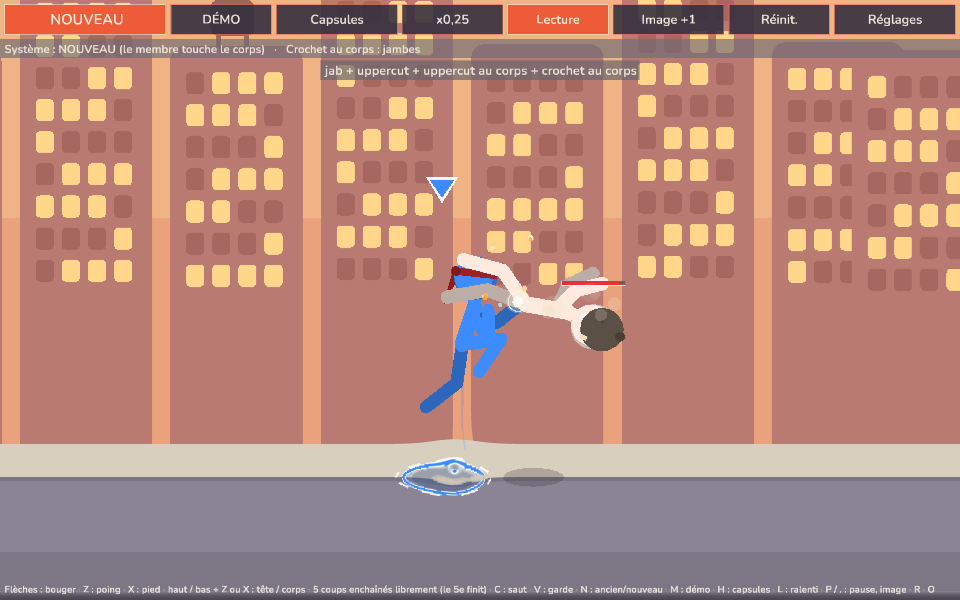 NOUVEAU DÉMO Capsules x0,25 Lecture Image +1 Réinit. Réglages
Système : NOUVEAU (le membre touche le corps) · Crochet au corps : jambes
jab + uppercut + uppercut au corps + crochet au corps
Flèches : bouger · Z : poing · X : pied · haut / bas + Z ou X : tête / corps · 5 coups enchaînés librement (le 5e finit) · C : saut · V : garde · N : ancien/nouveau · M : démo · H : capsules · L : ralenti · P / , : pause, image · R O